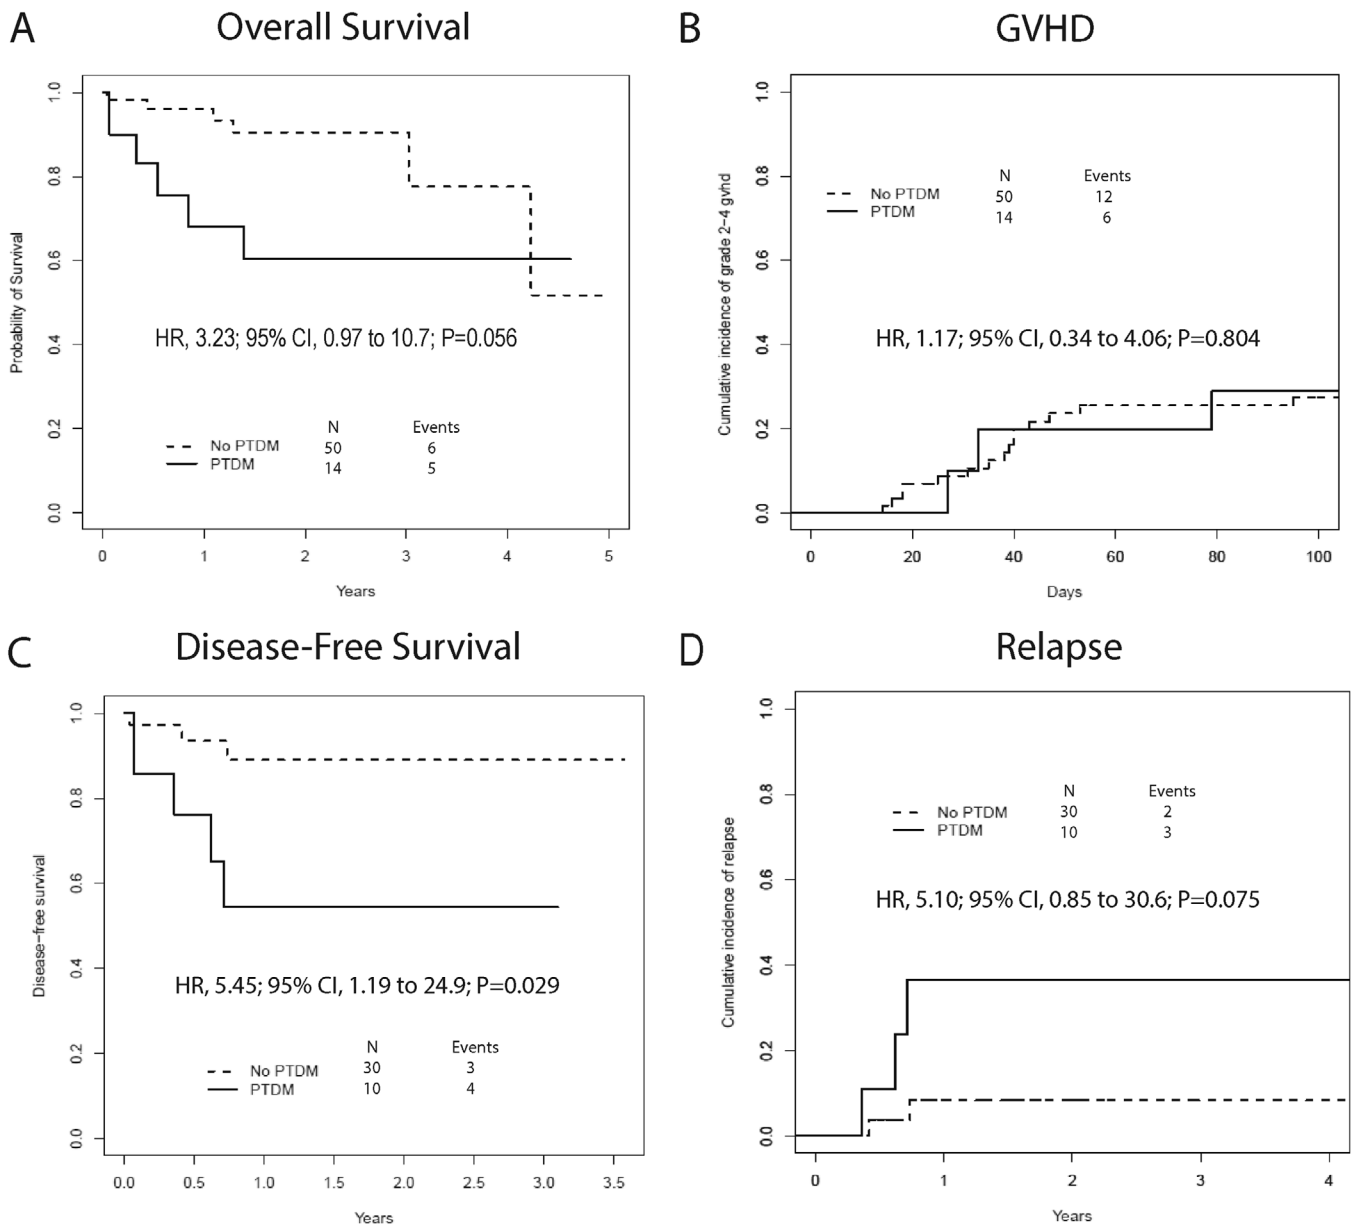 A
Overall Survival
Probability of Survival
1.0
0.8
0.6
0.4
0.2
0.0
HR, 3.23; 95% CI, 0.97 to 10.7; P=0.056
N Events
No PTDM 50 6
PTDM 14 5
0 1 2 3 4 5
Years
B
GVHD
Cumulative incidence of grade 2-4 gvhd
1.0
0.8
0.6
0.4
0.2
0.0
N Events
No PTDM 50 12
PTDM 14 6
HR, 1.17; 95% CI, 0.34 to 4.06; P=0.804
0 20 40 60 80 100
Days
C
Disease-Free Survival
Disease-free survival
1.0
0.8
0.6
0.4
0.2
0.0
HR, 5.45; 95% CI, 1.19 to 24.9; P=0.029
N Events
No PTDM 30 3
PTDM 10 4
0.0 0.5 1.0 1.5 2.0 2.5 3.0 3.5
Years
D
Relapse
Cumulative incidence of relapse
1.0
0.8
0.6
0.4
0.2
0.0
N Events
No PTDM 30 2
PTDM 10 3
HR, 5.10; 95% CI, 0.85 to 30.6; P=0.075
0 1 2 3 4
Years